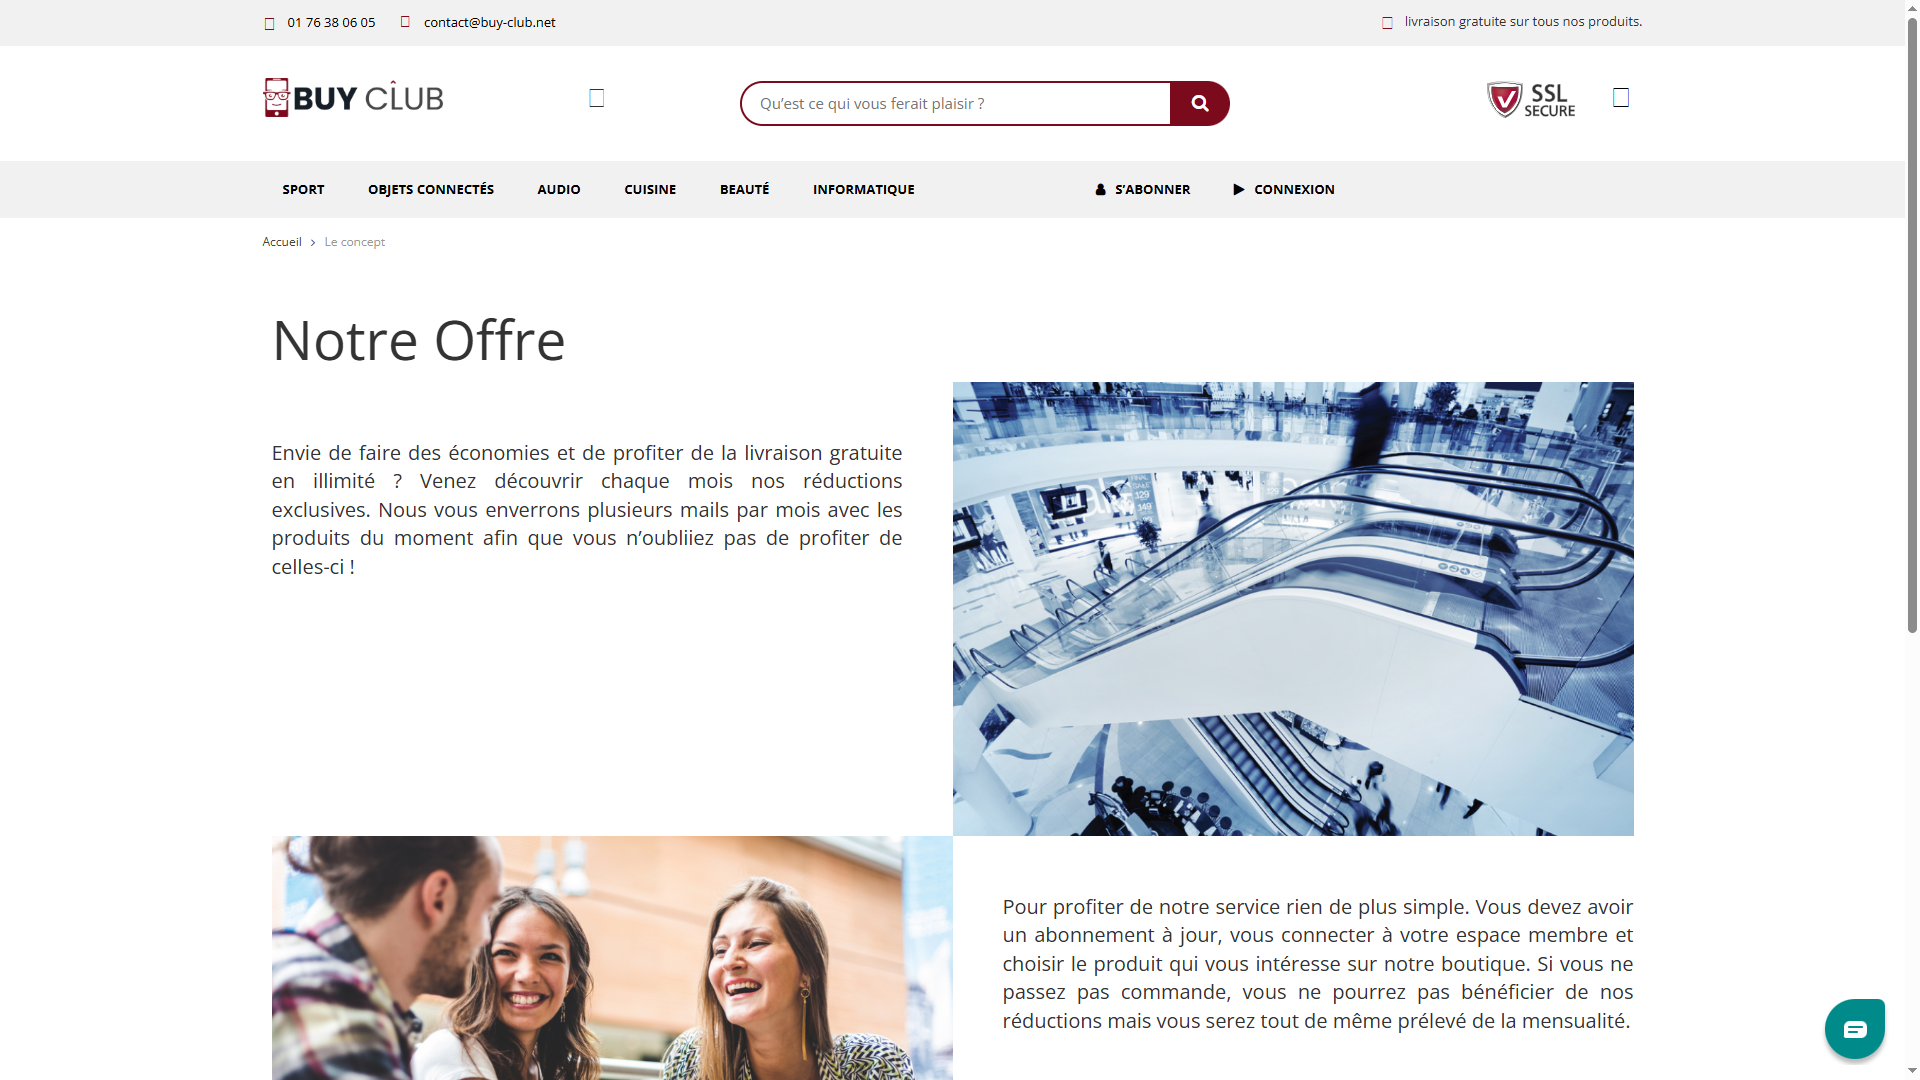 01 76 38 06 05
contact@buy-club.net
livraison gratuite sur tous nos produits.
BUY CLUB
Qu’est ce qui vous ferait plaisir ?
SSL
SECURE
SPORT
OBJETS CONNECTÉS
AUDIO
CUISINE
BEAUTÉ
INFORMATIQUE
S’ABONNER
CONNEXION
Accueil
Le concept
Notre Offre
Envie de faire des économies et de profiter de la livraison gratuite
en illimité ? Venez découvrir chaque mois nos réductions
exclusives. Nous vous enverrons plusieurs mails par mois avec les
produits du moment afin que vous n’oubliiez pas de profiter de
celles-ci !
Pour profiter de notre service rien de plus simple. Vous devez avoir
un abonnement à jour, vous connecter à votre espace membre et
choisir le produit qui vous intéresse sur notre boutique. Si vous ne
passez pas commande, vous ne pourrez pas bénéficier de nos
réductions mais vous serez tout de même prélevé de la mensualité.